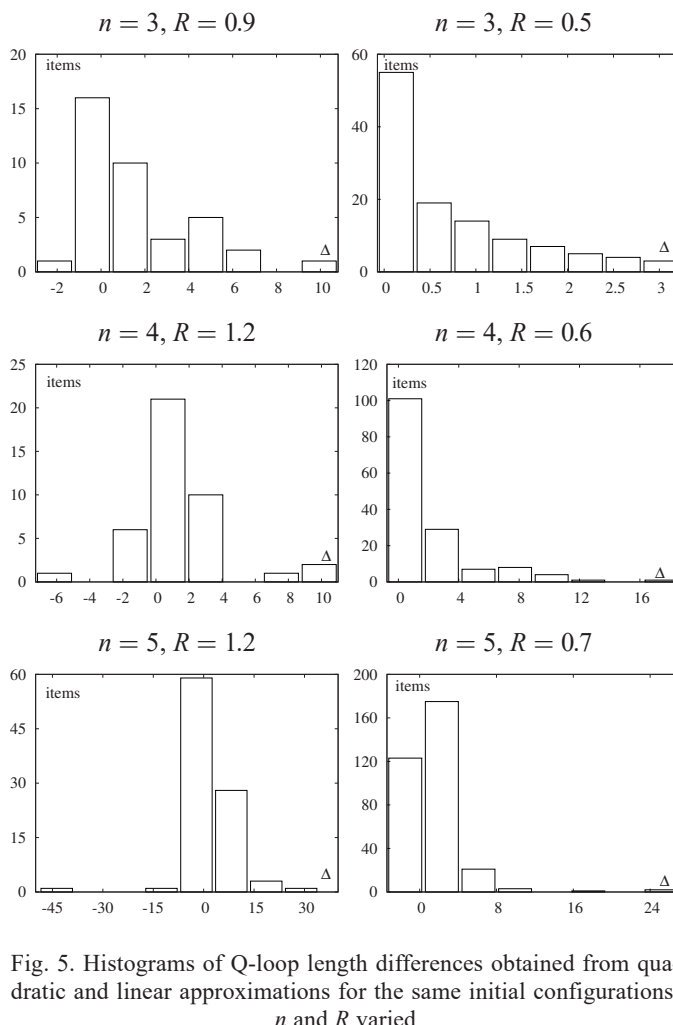 n = 3, R = 0.9
n = 3, R = 0.5
items
20
15
10
5
0
Δ
-2 0 2 4 6 8 10
items
60
40
20
0
Δ
0 0.5 1 1.5 2 2.5 3
n = 4, R = 1.2
n = 4, R = 0.6
items
25
20
15
10
5
0
Δ
-6 -4 -2 0 2 4 6 8 10
items
120
100
80
60
40
20
0
Δ
0 4 8 12 16
n = 5, R = 1.2
n = 5, R = 0.7
items
60
45
30
15
0
Δ
-45 -30 -15 0 15 30
items
200
160
120
80
40
0
Δ
0 8 16 24
Fig. 5. Histograms of Q-loop length differences obtained from qua
dratic and linear approximations for the same initial configurations
n and R varied